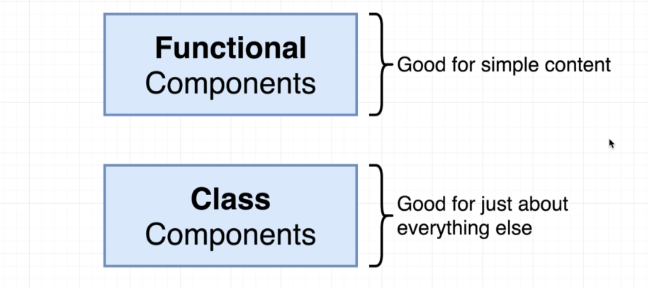 Functional
Components
Good for simple content
Class
Components
Good for just about
everything else